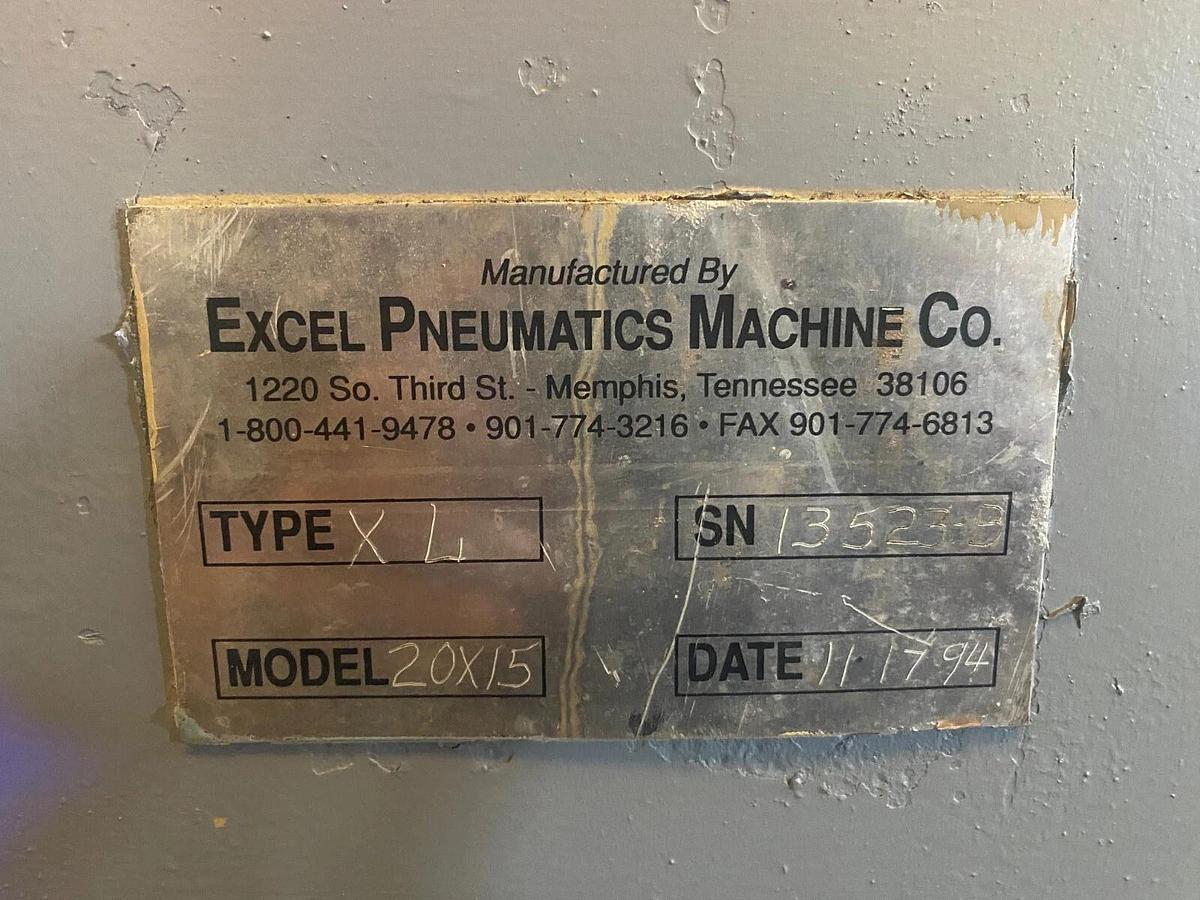 Manufactured By
EXCEL PNEUMATICS MACHINE CO.
1220 So. Third St. - Memphis, Tennessee 38106
1-800-441-9478 • 901-774-3216 • FAX 901-774-6813
TYPE XL
SN 13523-B
MODEL 20X15
DATE 11 17 94